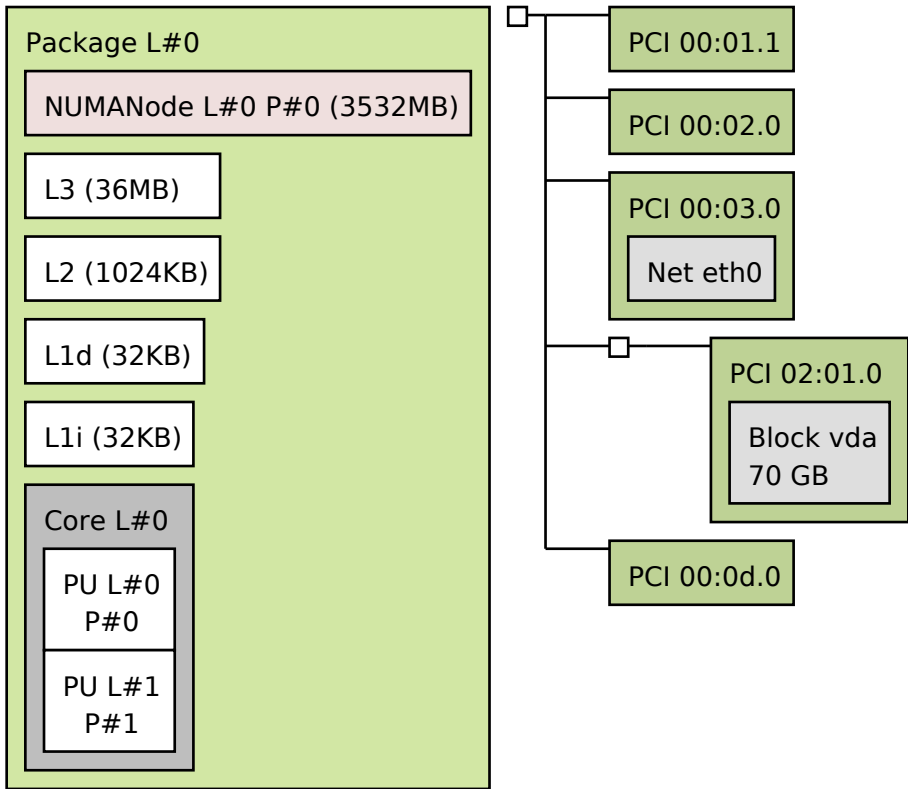 Package L#0
NUMANode L#0 P#0 (3532MB)
L3 (36MB)
L2 (1024KB)
L1d (32KB)
L1i (32KB)
Core L#0
PU L#0
P#0
PU L#1
P#1
PCI 00:01.1
PCI 00:02.0
PCI 00:03.0
Net eth0
PCI 02:01.0
Block vda
70 GB
PCI 00:0d.0